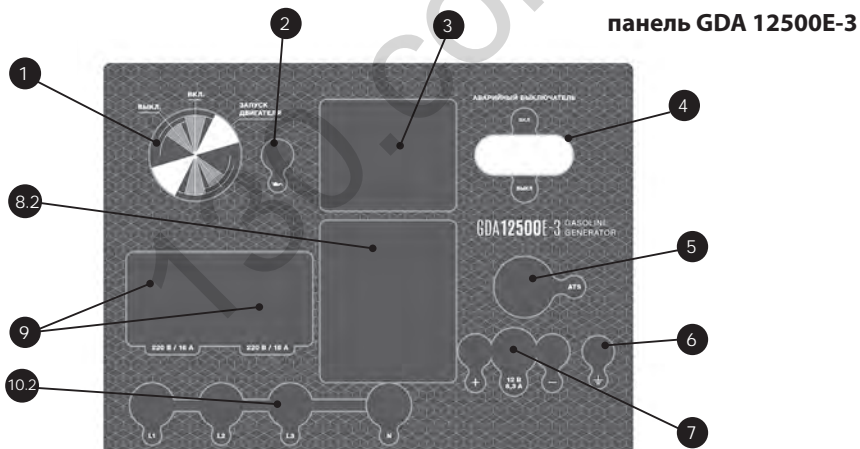 панель GDA 12500E-3
1
2
3
4
5
6
7
8.2
9
10.2
ВЫКЛ.
ВКЛ.
ЗАПУСК
ДВИГАТЕЛЯ
АВАРИЙНЫЙ ВЫКЛЮЧАТЕЛЬ
ВКЛ
ВЫКЛ
GDA12500E-3 GASOLINE
GENERATOR
ATS
220 В / 16 А
220 В / 16 А
+
12 В
8,3 А
−
L1
L2
L3
N